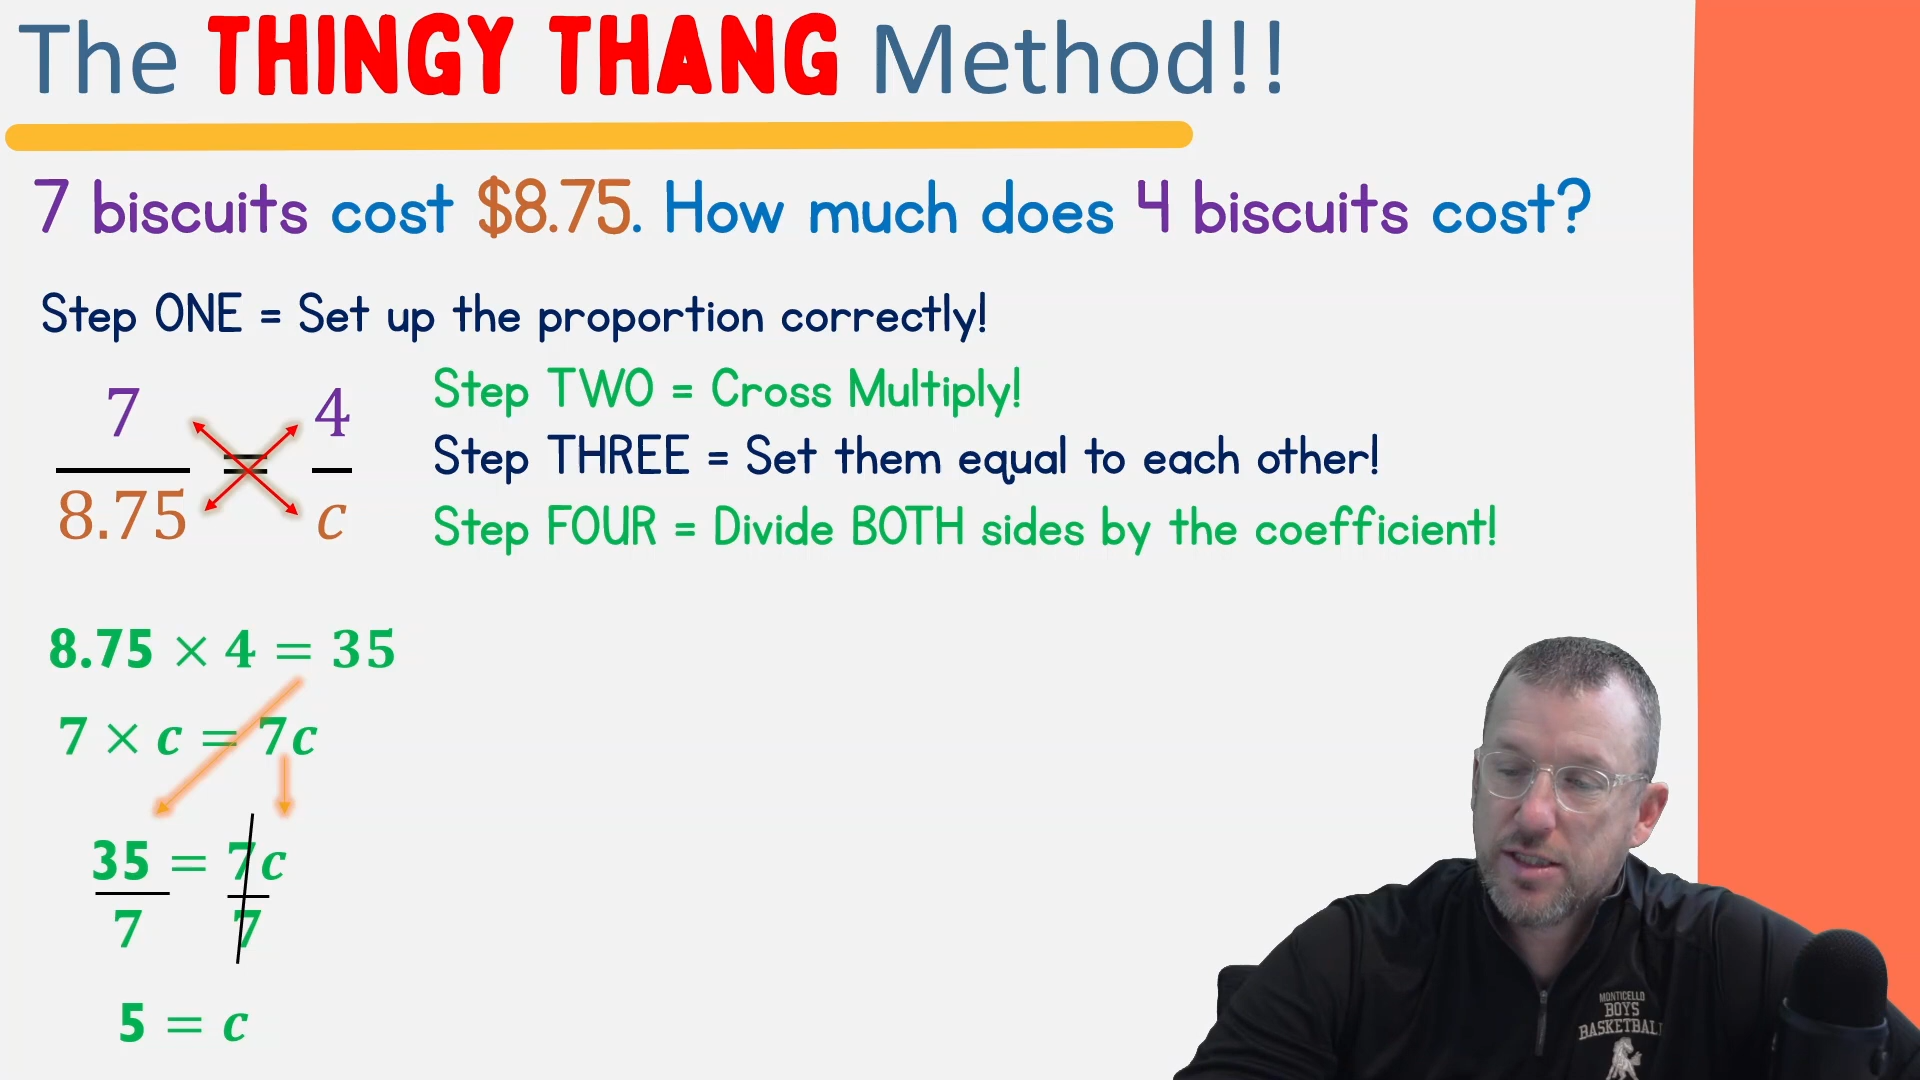 The THINGY THANG Method!!
7 biscuits cost $8.75. How much does 4 biscuits cost?
Step ONE = Set up the proportion correctly!
7/8.75 = 4/c
Step TWO = Cross Multiply!
Step THREE = Set them equal to each other!
Step FOUR = Divide BOTH sides by the coefficient!
8.75 × 4 = 35
7 × c = 7c
35/7 = 7c/7
5 = c
MONTICELLO
BOYS
BASKETBALL